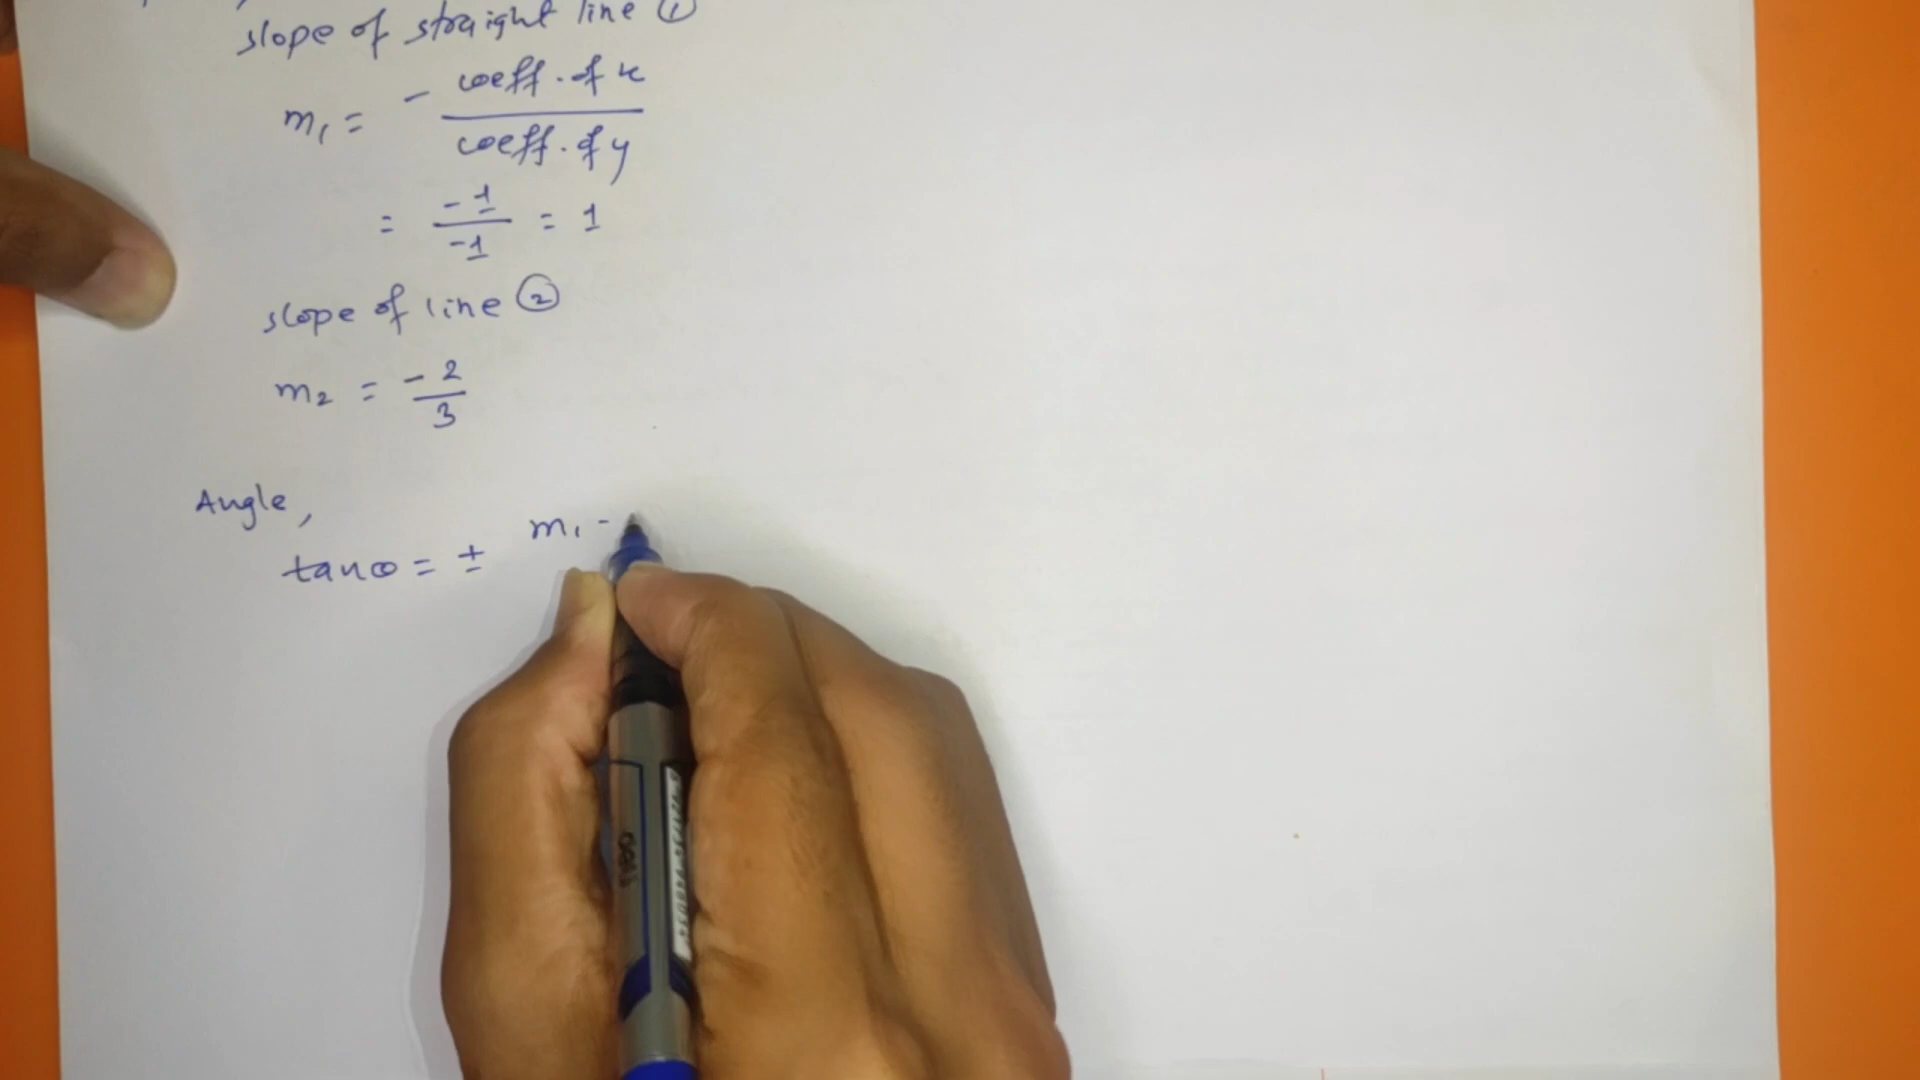 slope of straight line ①
m₁ = - coeff. of x / coeff. of y
= -1 / -1 = 1
slope of line ②
m₂ = -2 / 3
Angle,
tanθ = ± m₁ -